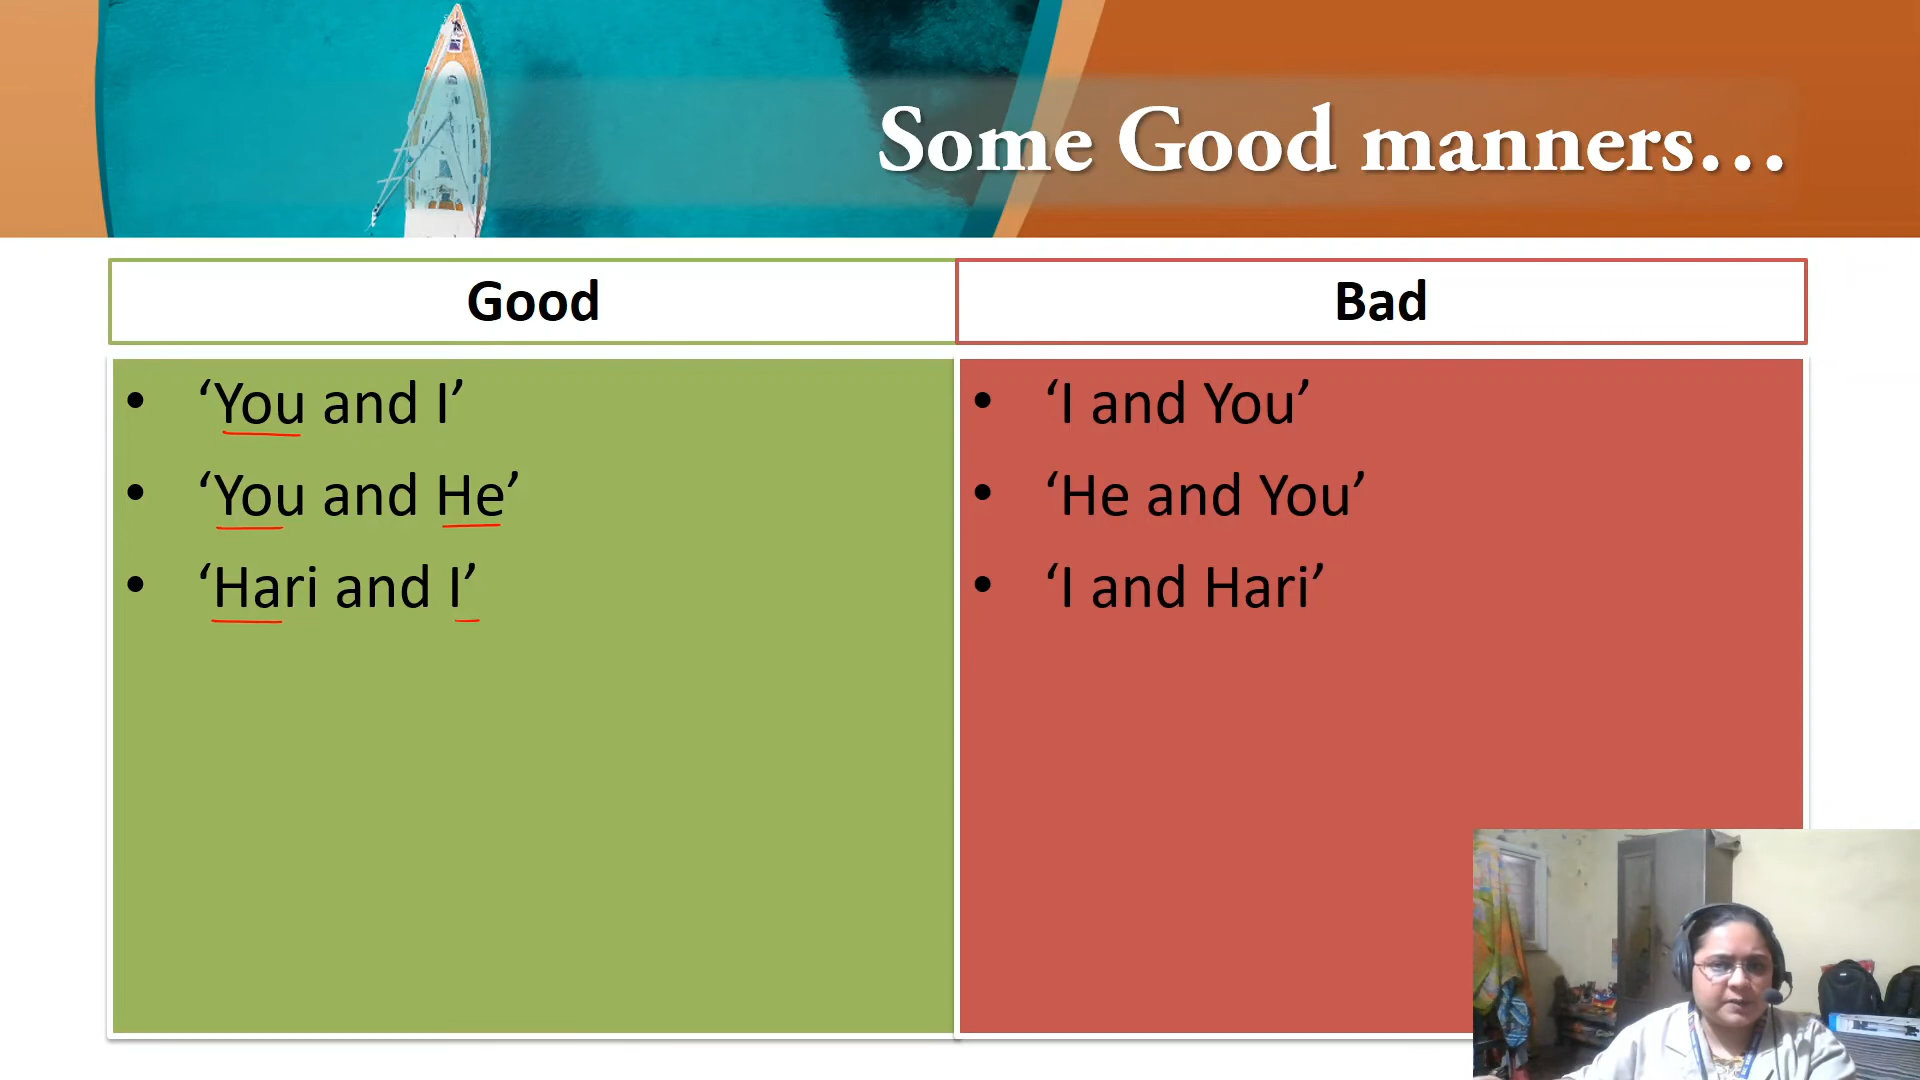 Some Good manners...
Good
Bad
• ‘You and I’
• ‘You and He’
• ‘Hari and I’
• ‘I and You’
• ‘He and You’
• ‘I and Hari’